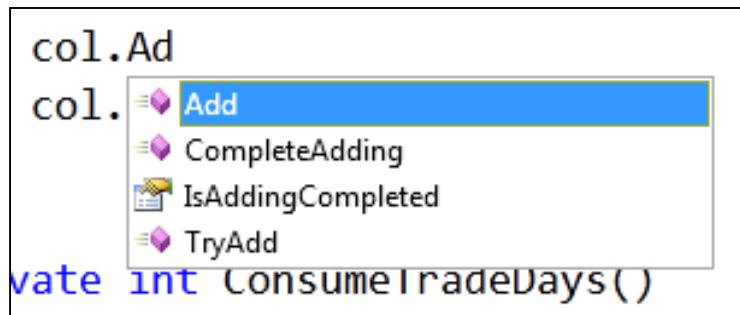 col.Ad
col.
Add
CompleteAdding
IsAddingCompleted
TryAdd
vate int ConsumeTradeDays()